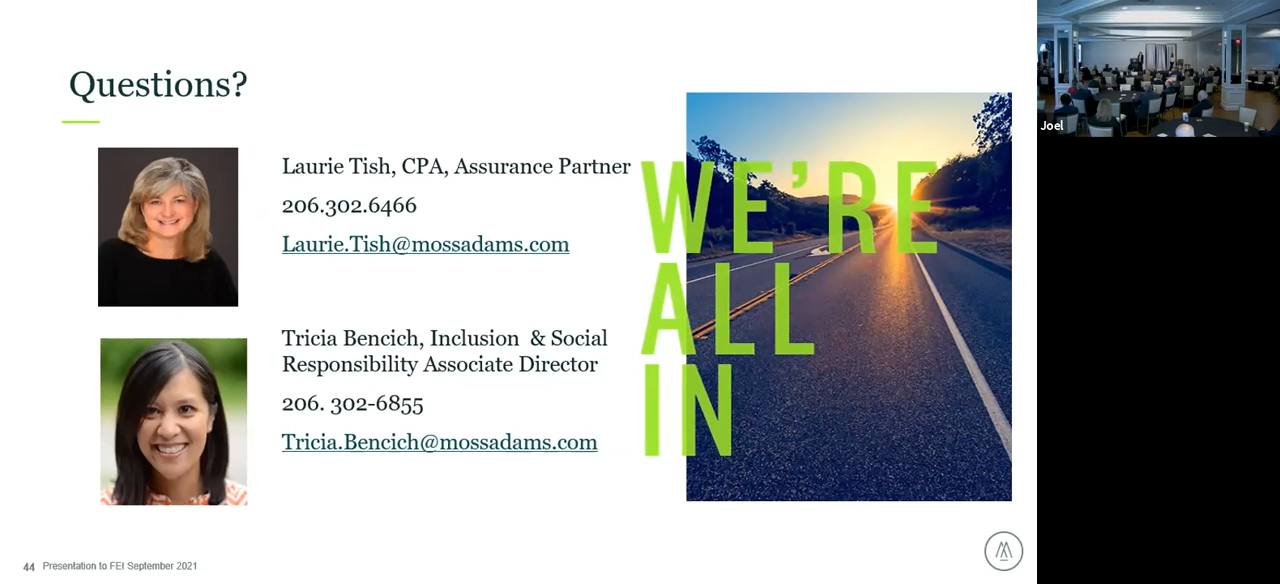 Questions?
Laurie Tish, CPA, Assurance Partner
206.302.6466
Laurie.Tish@mossadams.com
Tricia Bencich, Inclusion  & Social
Responsibility Associate Director
206. 302-6855
Tricia.Bencich@mossadams.com
WE'RE
ALL
IN
44 Presentation to FEI September 2021
Joel